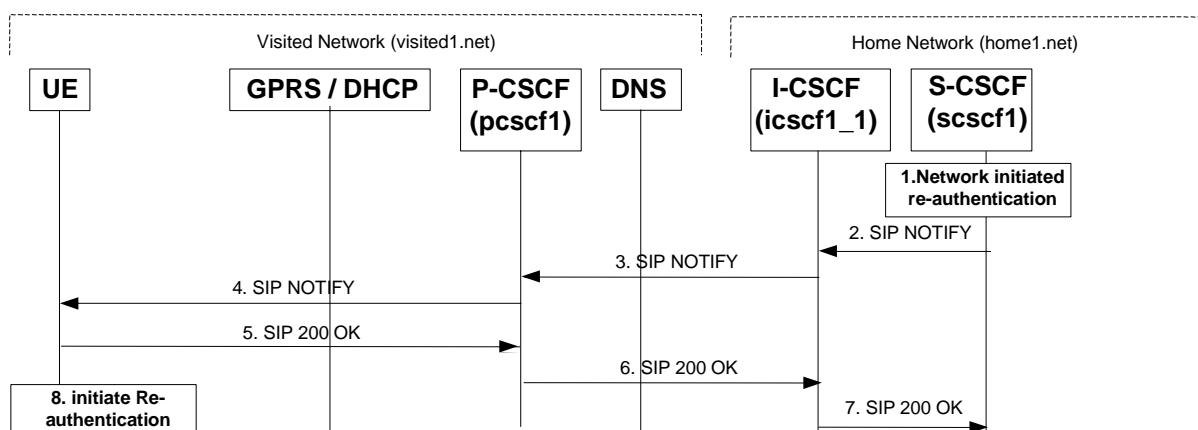 Visited Network (visited1.net)
Home Network (home1.net)
UE
GPRS / DHCP
P-CSCF
(pcscf1)
DNS
I-CSCF
(icscf1_1)
S-CSCF
(scscf1)
1.Network initiated
re-authentication
2. SIP NOTIFY
3. SIP NOTIFY
4. SIP NOTIFY
5. SIP 200 OK
6. SIP 200 OK
7. SIP 200 OK
8. initiate Re-
authentication